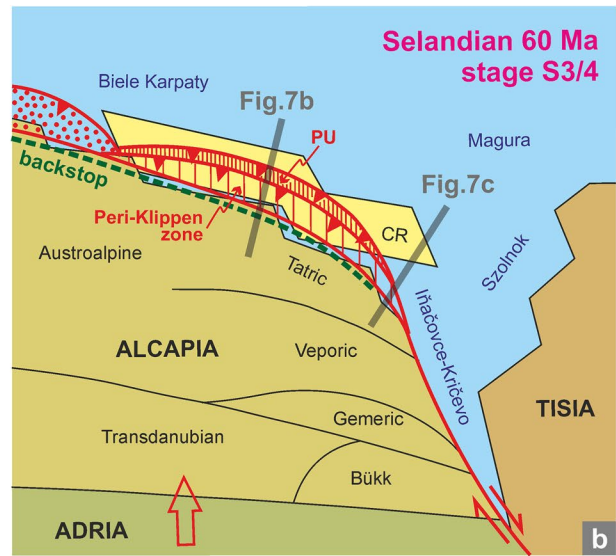 Selandian 60 Ma
stage S3/4
Biele Karpaty
Fig.7b
PU
Magura
backstop
Fig.7c
Peri-Klippen
zone
CR
Szolnok
Austroalpine
Tatric
Iňačovce-Kričevo
ALCAPIA
Veporic
TISIA
Gemeric
Transdanubian
Bükk
ADRIA
b